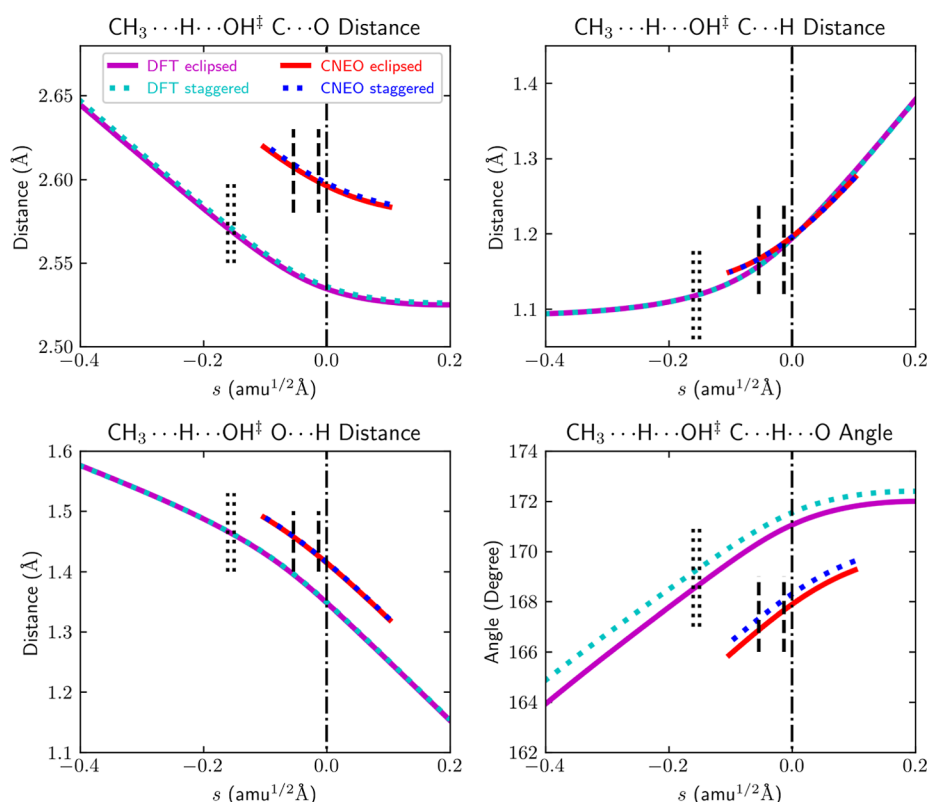 CH₃ ···H···OH‡ C···O Distance
DFT eclipsed
CNEO eclipsed
DFT staggered
CNEO staggered
Distance (Å)
2.65
2.60
2.55
2.50
−0.4
−0.2
0.0
0.2
s (amu¹/²Å)
CH₃ ···H···OH‡ C···H Distance
Distance (Å)
1.4
1.3
1.2
1.1
−0.4
−0.2
0.0
0.2
s (amu¹/²Å)
CH₃ ···H···OH‡ O···H Distance
Distance (Å)
1.6
1.5
1.4
1.3
1.2
1.1
−0.4
−0.2
0.0
0.2
s (amu¹/²Å)
CH₃ ···H···OH‡ C···H···O Angle
Angle (Degree)
174
172
170
168
166
164
162
−0.4
−0.2
0.0
0.2
s (amu¹/²Å)